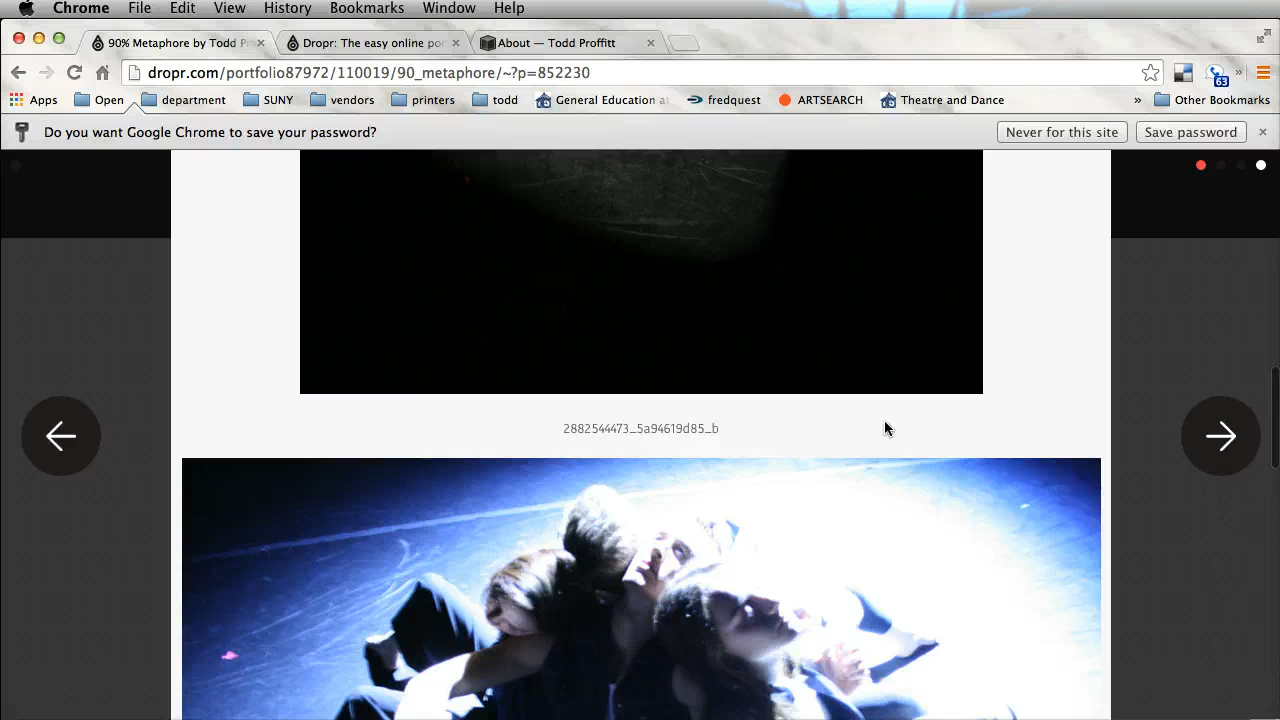 Chrome File Edit View History Bookmarks Window Help
90% Metaphore by Todd P Dropr: The easy online po About — Todd Proffitt
dropr.com/portfolio87972/110019/90_metaphore/~?p=852230
63
Apps Open department SUNY vendors printers todd General Education a fredquest ARTSEARCH Theatre and Dance » Other Bookmarks
Do you want Google Chrome to save your password? Never for this site Save password
2882544473_5a94619d85_b